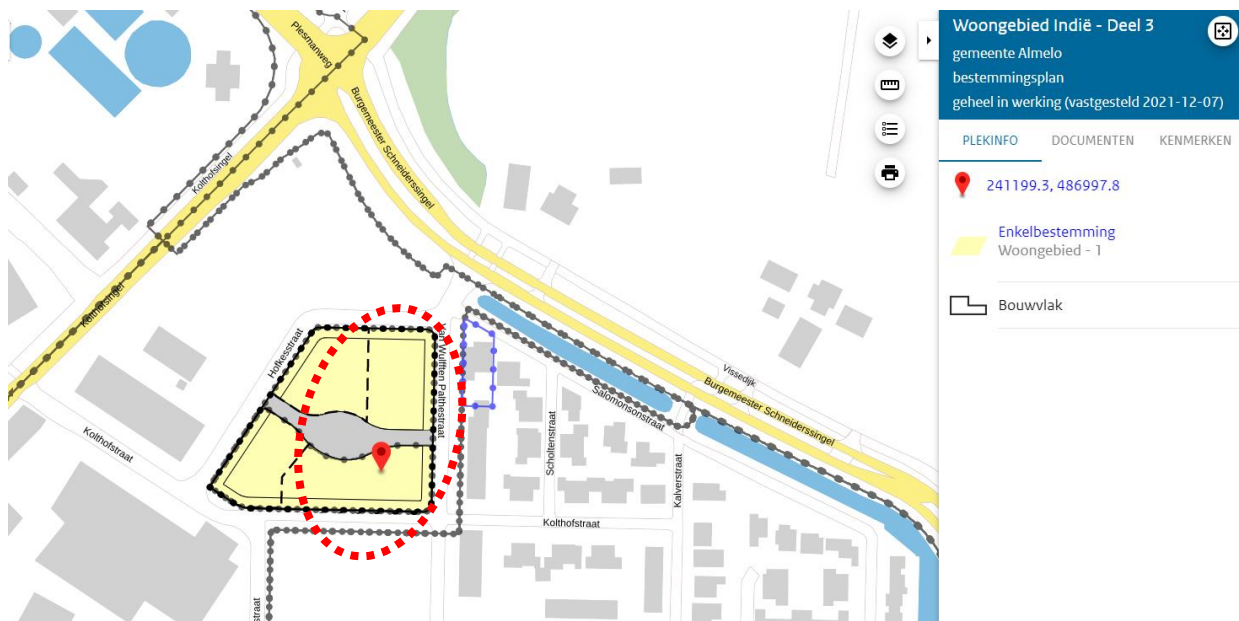 Plesmanweg
Burgemeester Schneiderssingel
Kolthofsingel
Kolthofsingel
Hofkesstraat
Van Wulfften Palthestraat
Kolthofstraat
Vissedijk
Burgemeester Schneiderssingel
Salomonsonstraat
Scholtenstraat
Kalverstraat
Kolthofstraat
straat
Woongebied Indië - Deel 3
gemeente Almelo
bestemmingsplan
geheel in werking (vastgesteld 2021-12-07)
PLEKINFO DOCUMENTEN KENMERKEN
241199.3, 486997.8
Enkelbestemming
Woongebied - 1
Bouwvlak